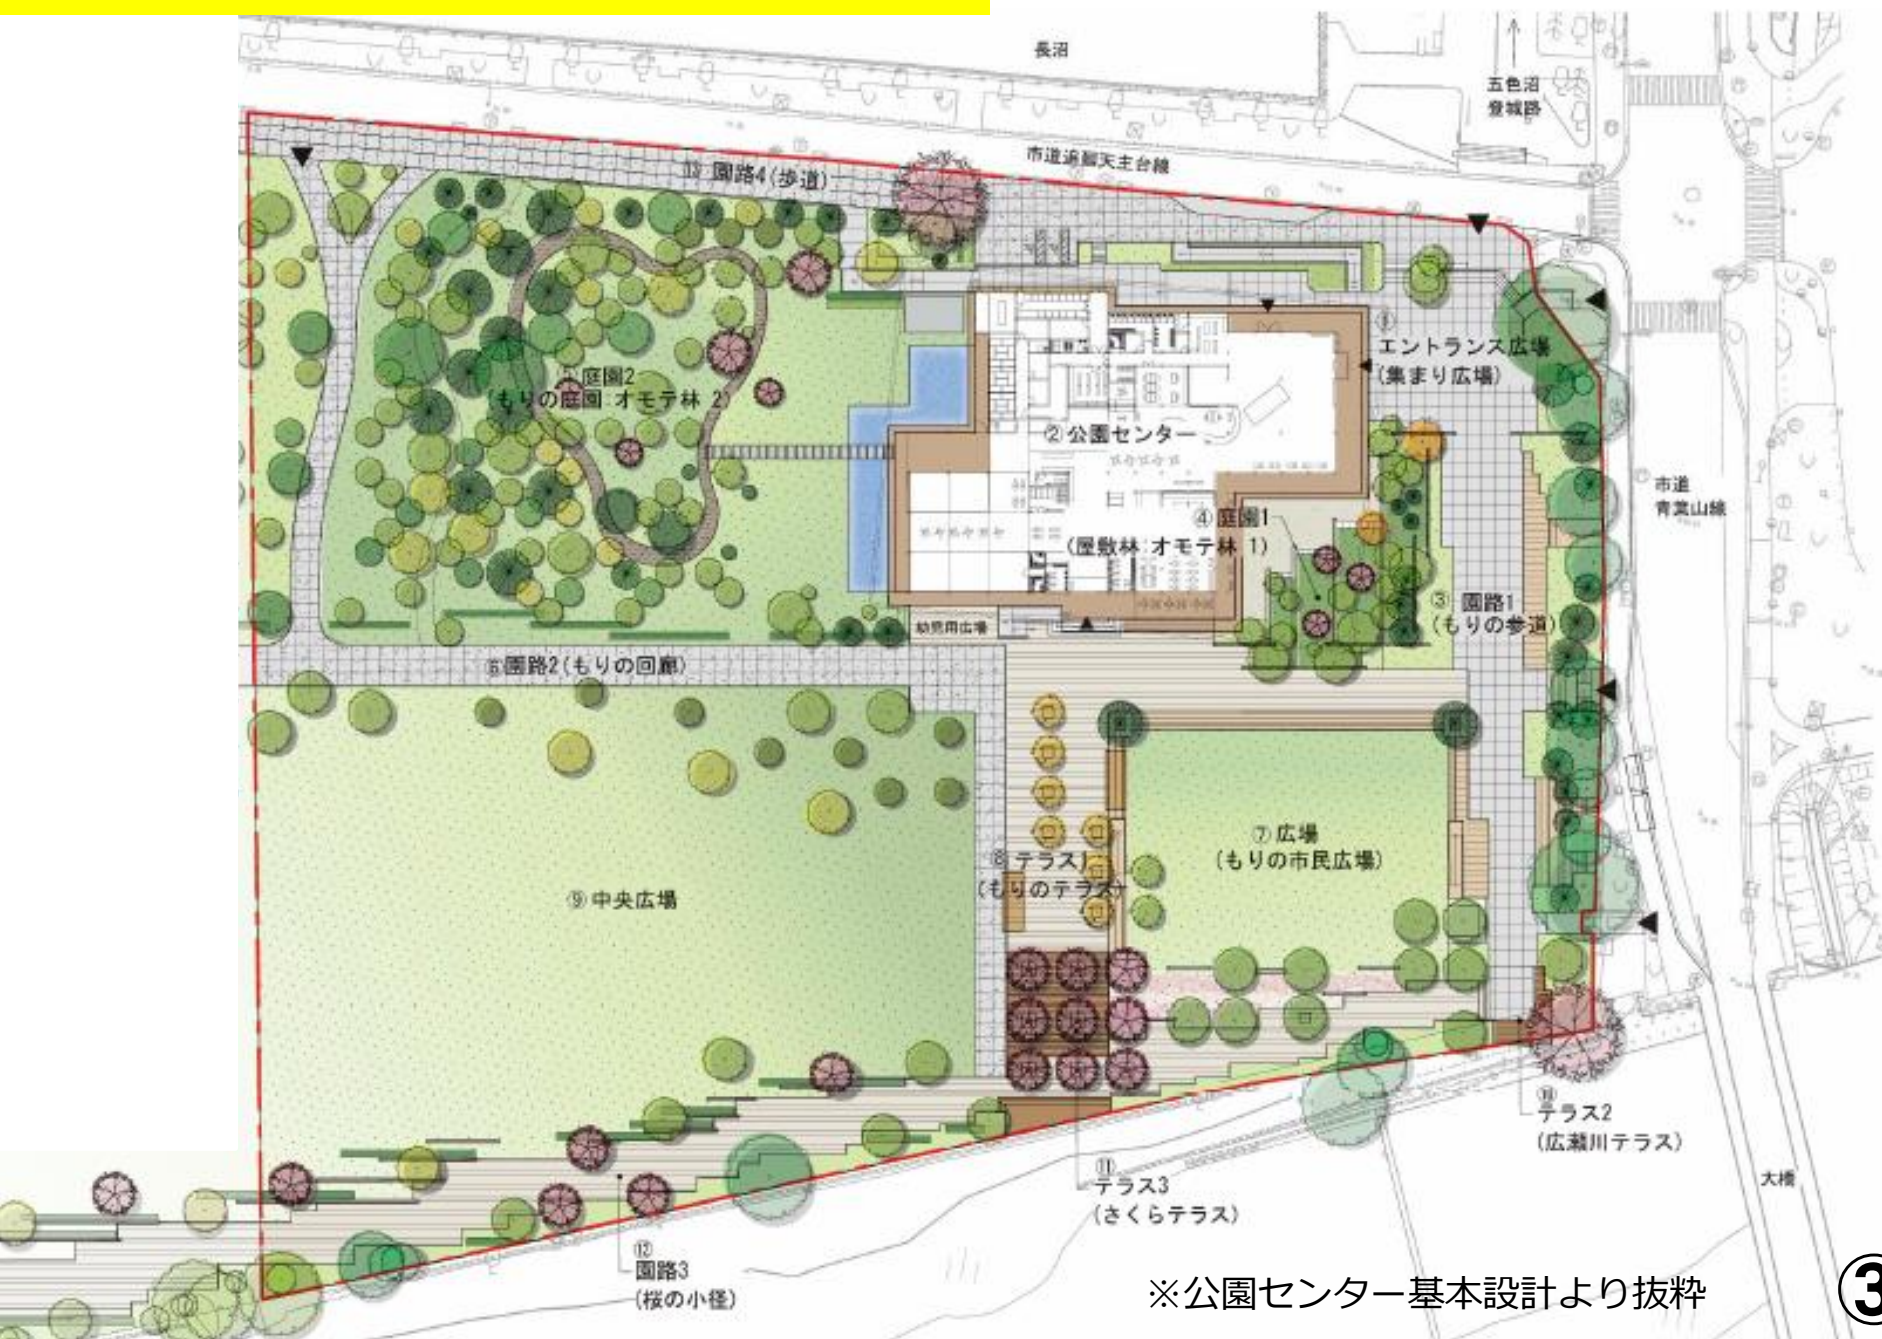 長沼
五色沼
登城路
市道追廻天主台線
⑬ 園路4(歩道)
①
エントランス広場
(集まり広場)
⑤ 庭園2
(もりの庭園 オモテ林 2)
② 公園センター
市道
青葉山線
④ 庭園1
(屋敷林 オモテ林 1)
③ 園路1
(もりの参道)
幼児用広場
⑥園路2(もりの回廊)
⑦ 広場
(もりの市民広場)
⑧ テラス1
(もりのテラス)
⑨ 中央広場
⑩
テラス2
(広瀬川テラス)
⑪
テラス3
(さくらテラス)
大橋
⑫
園路3
(桜の小径)
※公園センター基本設計より抜粋
③